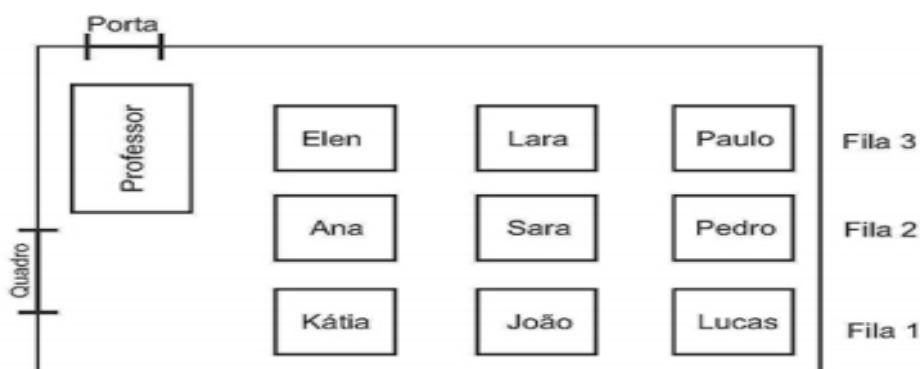 Porta
Professor
Elen Lara Paulo Fila 3
Ana Sara Pedro Fila 2
Quadro
Kátia João Lucas Fila 1